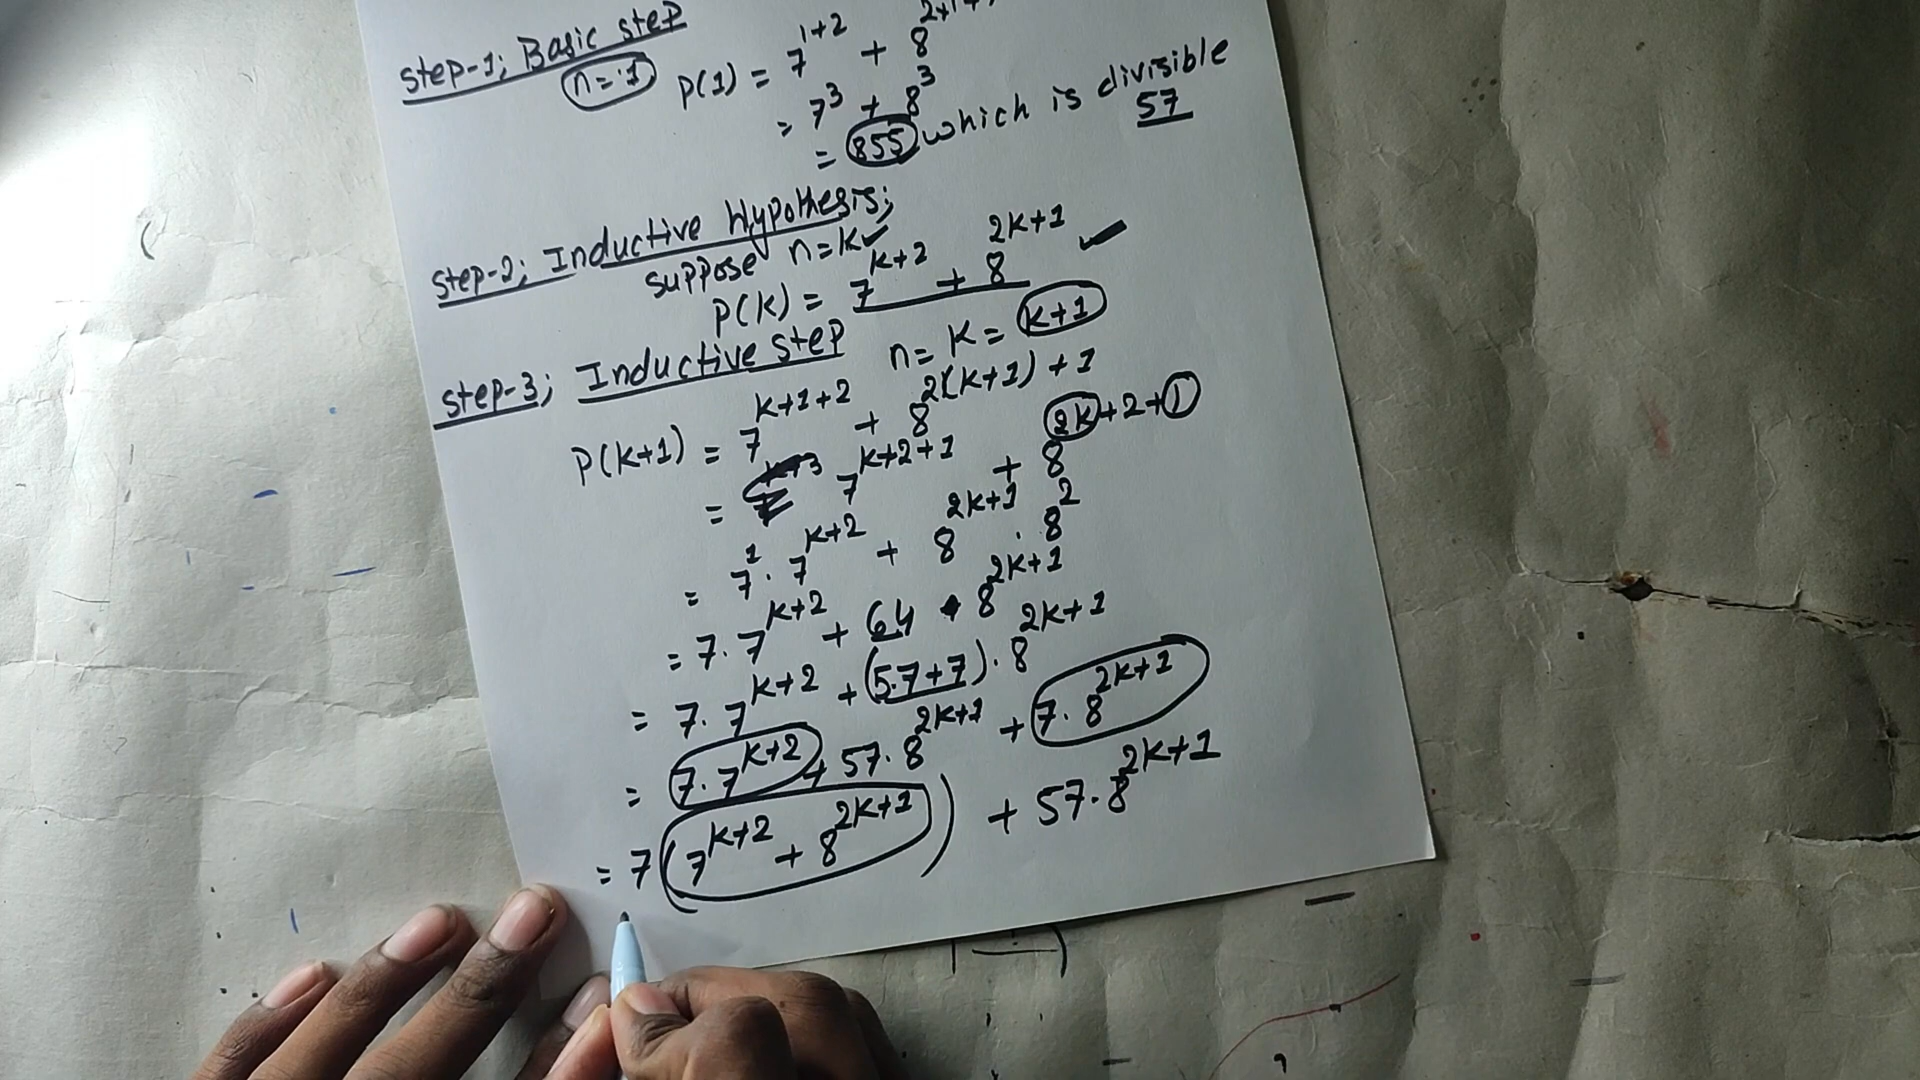 step-1; Basic step
n=1 P(1) = 7^{1+2} + 8^{2×1+1}
= 7^3 + 8^3
= 855 which is divisible
57
step-2; Inductive Hypothesis;
suppose n=k ✓
P(k) = 7^{k+2} + 8^{2k+1} ✓
step-3; Inductive step n= k= k+1
P(k+1) = 7^{k+1+2} + 8^{2(k+1)+1}
= 7^{k+2+1} + 8^{2k+2+1}
= 7^1 . 7^{k+2} + 8^{2k+1} . 8^2
= 7. 7^{k+2} + 64 . 8^{2k+1}
= 7. 7^{k+2} + (5.7+7) . 8^{2k+1}
= 7. 7^{k+2} + 57. 8^{2k+1} + 7. 8^{2k+1}
= 7 (7^{k+2} + 8^{2k+1}) + 57. 8^{2k+1}